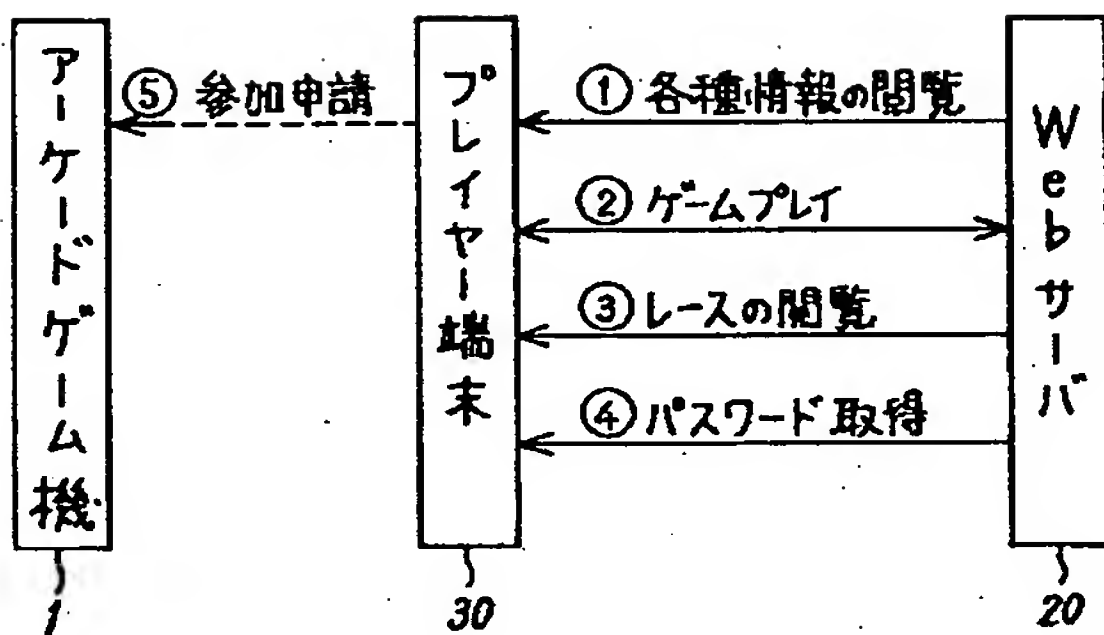 アーケードゲーム機
⑤ 参加申請
プレイヤー端末
① 各種情報の閲覧
② ゲームプレイ
③ レースの閲覧
④ パスワード取得
Webサーバ
1
30
20